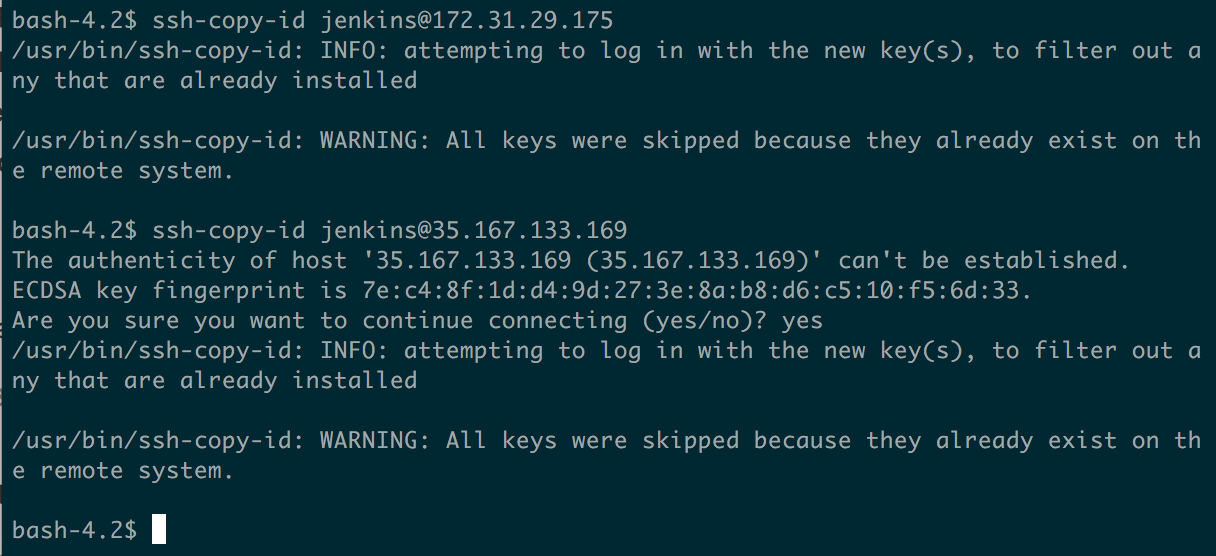 bash-4.2$ ssh-copy-id jenkins@172.31.29.175
/usr/bin/ssh-copy-id: INFO: attempting to log in with the new key(s), to filter out a
ny that are already installed
/usr/bin/ssh-copy-id: WARNING: All keys were skipped because they already exist on th
e remote system.
bash-4.2$ ssh-copy-id jenkins@35.167.133.169
The authenticity of host '35.167.133.169 (35.167.133.169)' can't be established.
ECDSA key fingerprint is 7e:c4:8f:1d:d4:9d:27:3e:8a:b8:d6:c5:10:f5:6d:33.
Are you sure you want to continue connecting (yes/no)? yes
/usr/bin/ssh-copy-id: INFO: attempting to log in with the new key(s), to filter out a
ny that are already installed
/usr/bin/ssh-copy-id: WARNING: All keys were skipped because they already exist on th
e remote system.
bash-4.2$